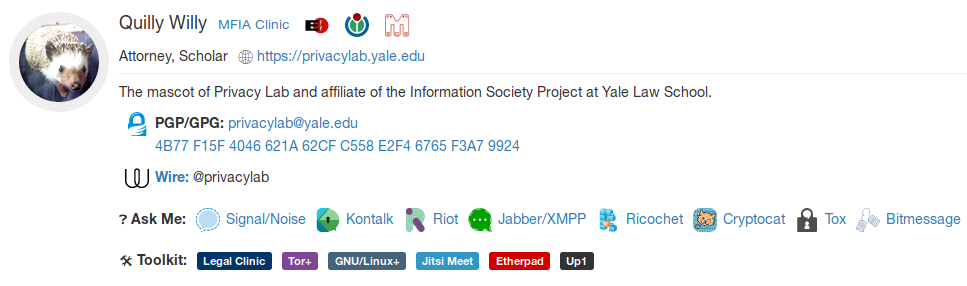 Quilly Willy MFIA Clinic
Attorney, Scholar https://privacylab.yale.edu
The mascot of Privacy Lab and affiliate of the Information Society Project at Yale Law School.
PGP/GPG: privacylab@yale.edu
4B77 F15F 4046 621A 62CF C558 E2F4 6765 F3A7 9924
Wire: @privacylab
? Ask Me: Signal/Noise Kontalk Riot Jabber/XMPP Ricochet Cryptocat Tox Bitmessage
Toolkit: Legal Clinic Tor+ GNU/Linux+ Jitsi Meet Etherpad Up1